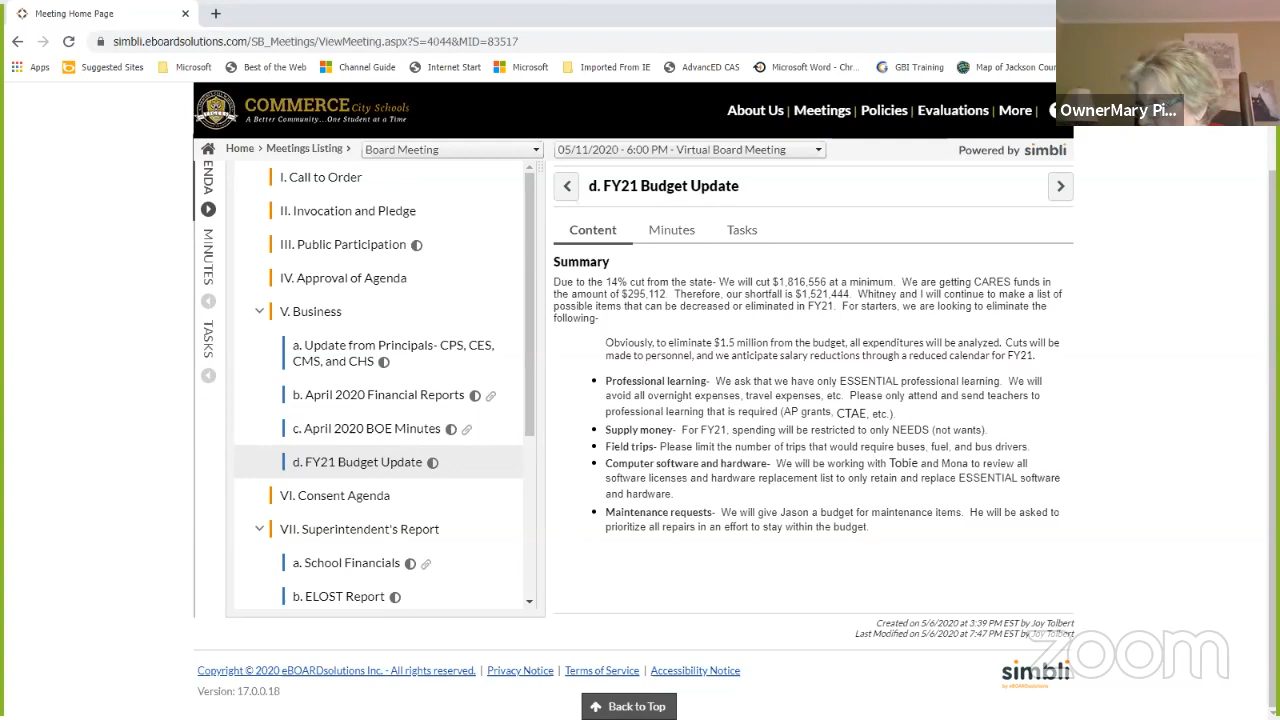 Meeting Home Page
simbli.eboardsolutions.com/SB_Meetings/ViewMeeting.aspx?S=4044&MID=83517
Apps Suggested Sites Microsoft Best of the Web Channel Guide Internet Start Microsoft Imported From IE AdvancED CAS Microsoft Word - Chr... GBI Training Map of Jackson Cou
OwnerMary Pi...
COMMERCE City Schools
A Better Community...One Student at a Time
About Us| Meetings| Policies| Evaluations| More |
Home > Meetings Listing > Board Meeting 05/11/2020 - 6:00 PM - Virtual Board Meeting Powered by simbli
ENDA
MINUTES
TASKS
I. Call to Order
II. Invocation and Pledge
III. Public Participation
IV. Approval of Agenda
V. Business
a. Update from Principals- CPS, CES,
CMS, and CHS
b. April 2020 Financial Reports
c. April 2020 BOE Minutes
d. FY21 Budget Update
VI. Consent Agenda
VII. Superintendent's Report
a. School Financials
b. ELOST Report
d. FY21 Budget Update
Content Minutes Tasks
Summary
Due to the 14% cut from the state- We will cut $1,816,556 at a minimum. We are getting CARES funds in
the amount of $295,112. Therefore, our shortfall is $1,521,444. Whitney and I will continue to make a list of
possible items that can be decreased or eliminated in FY21. For starters, we are looking to eliminate the
following-
Obviously, to eliminate $1.5 million from the budget, all expenditures will be analyzed. Cuts will be
made to personnel, and we anticipate salary reductions through a reduced calendar for FY21.
• Professional learning- We ask that we have only ESSENTIAL professional learning. We will
avoid all overnight expenses, travel expenses, etc. Please only attend and send teachers to
professional learning that is required (AP grants, CTAE, etc.).
• Supply money- For FY21, spending will be restricted to only NEEDS (not wants).
• Field trips- Please limit the number of trips that would require buses, fuel, and bus drivers.
• Computer software and hardware- We will be working with Tobie and Mona to review all
software licenses and hardware replacement list to only retain and replace ESSENTIAL software
and hardware.
• Maintenance requests- We will give Jason a budget for maintenance items. He will be asked to
prioritize all repairs in an effort to stay within the budget.
Created on 5/6/2020 at 3:39 PM EST by Joy Tolbert
Last Modified on 5/6/2020 at 7:47 PM EST by Joy Tolbert
zoom
Copyright © 2020 eBOARDsolutions Inc. - All rights reserved. | Privacy Notice | Terms of Service | Accessibility Notice
simbli
by eBOARDsolutions
Version: 17.0.0.18
Back to Top